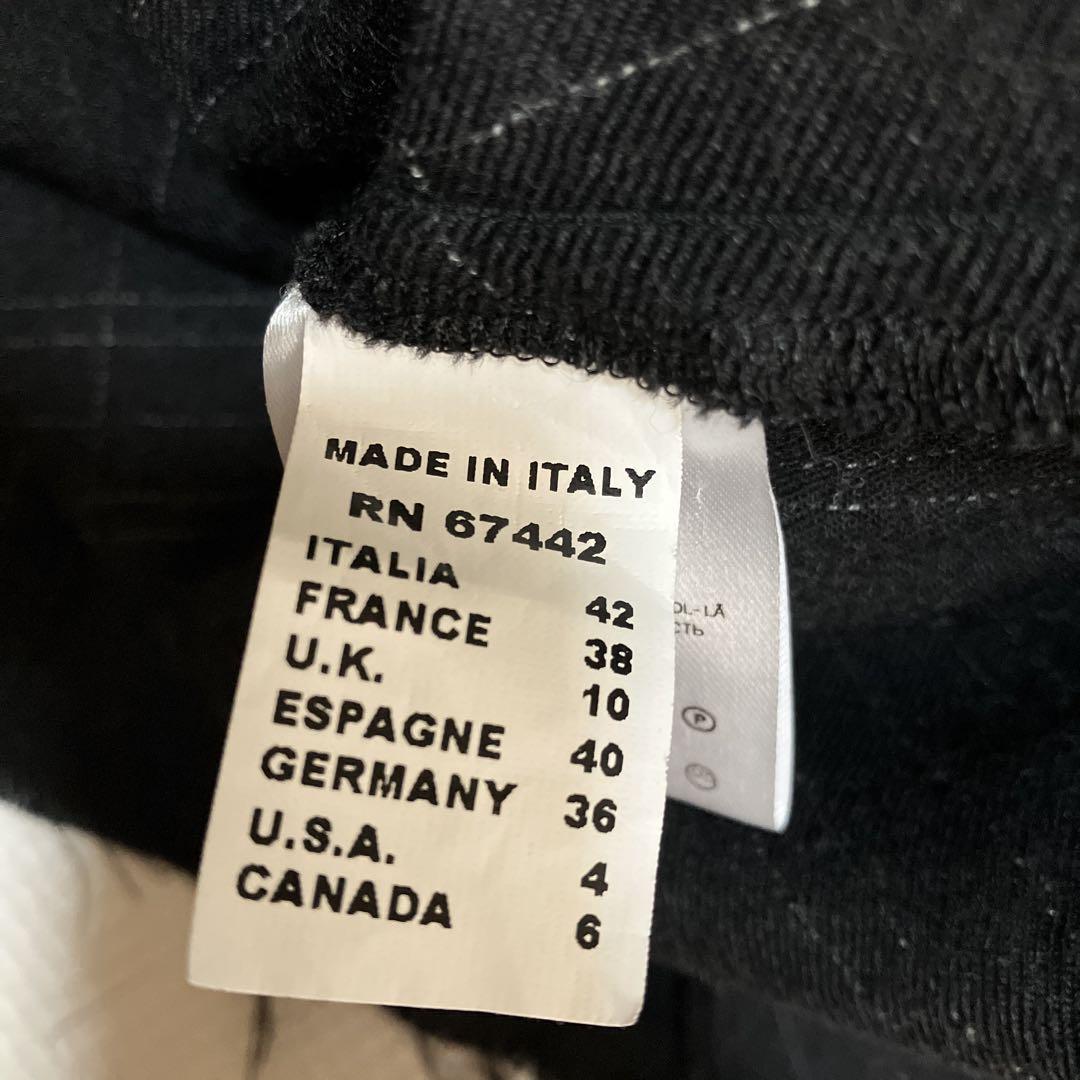 MADE IN ITALY
RN 67442
ITALIA 42
FRANCE 38
U.K. 10
ESPAGNE 40
GERMANY 36
U.S.A. 4
CANADA 6
P